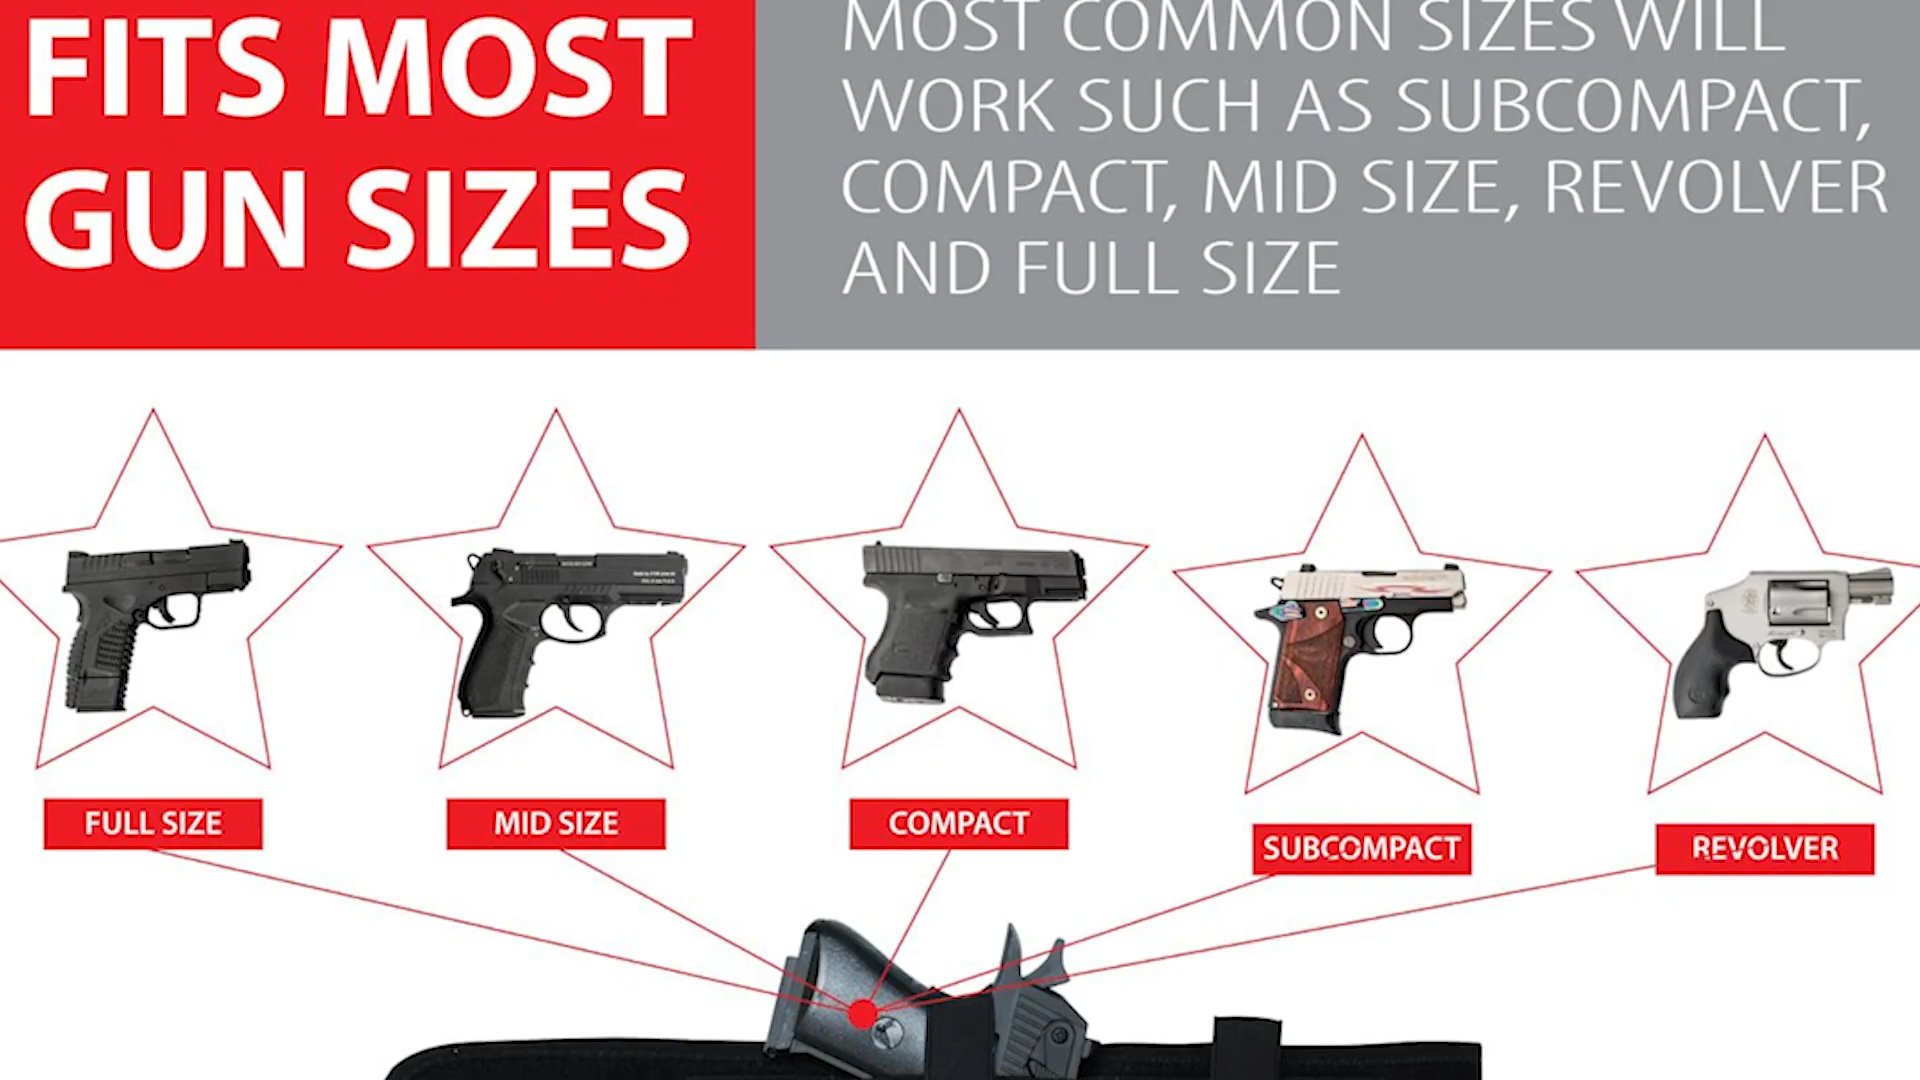 FITS MOST
GUN SIZES
MOST COMMON SIZES WILL
WORK SUCH AS SUBCOMPACT,
COMPACT, MID SIZE, REVOLVER
AND FULL SIZE
FULL SIZE
MID SIZE
COMPACT
SUBCOMPACT
REVOLVER